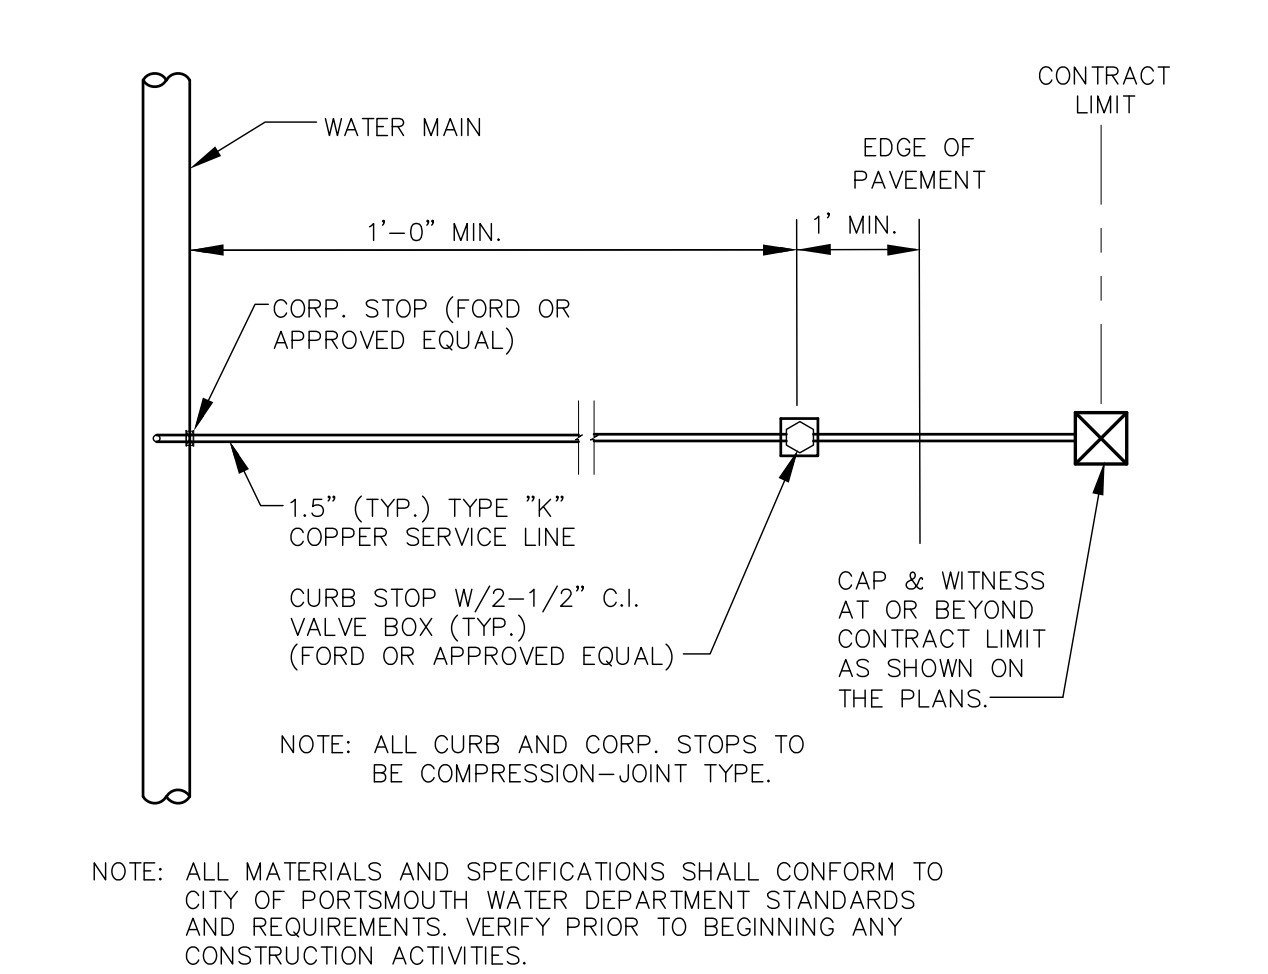 CONTRACT
LIMIT
WATER MAIN
EDGE OF
PAVEMENT
1'-0" MIN.
1' MIN.
CORP. STOP (FORD OR
APPROVED EQUAL)
1.5" (TYP.) TYPE "K"
COPPER SERVICE LINE
CURB STOP W/2-1/2" C.I.
VALVE BOX (TYP.)
(FORD OR APPROVED EQUAL)
CAP & WITNESS
AT OR BEYOND
CONTRACT LIMIT
AS SHOWN ON
THE PLANS.
NOTE: ALL CURB AND CORP. STOPS TO
BE COMPRESSION-JOINT TYPE.
NOTE: ALL MATERIALS AND SPECIFICATIONS SHALL CONFORM TO
CITY OF PORTSMOUTH WATER DEPARTMENT STANDARDS
AND REQUIREMENTS. VERIFY PRIOR TO BEGINNING ANY
CONSTRUCTION ACTIVITIES.